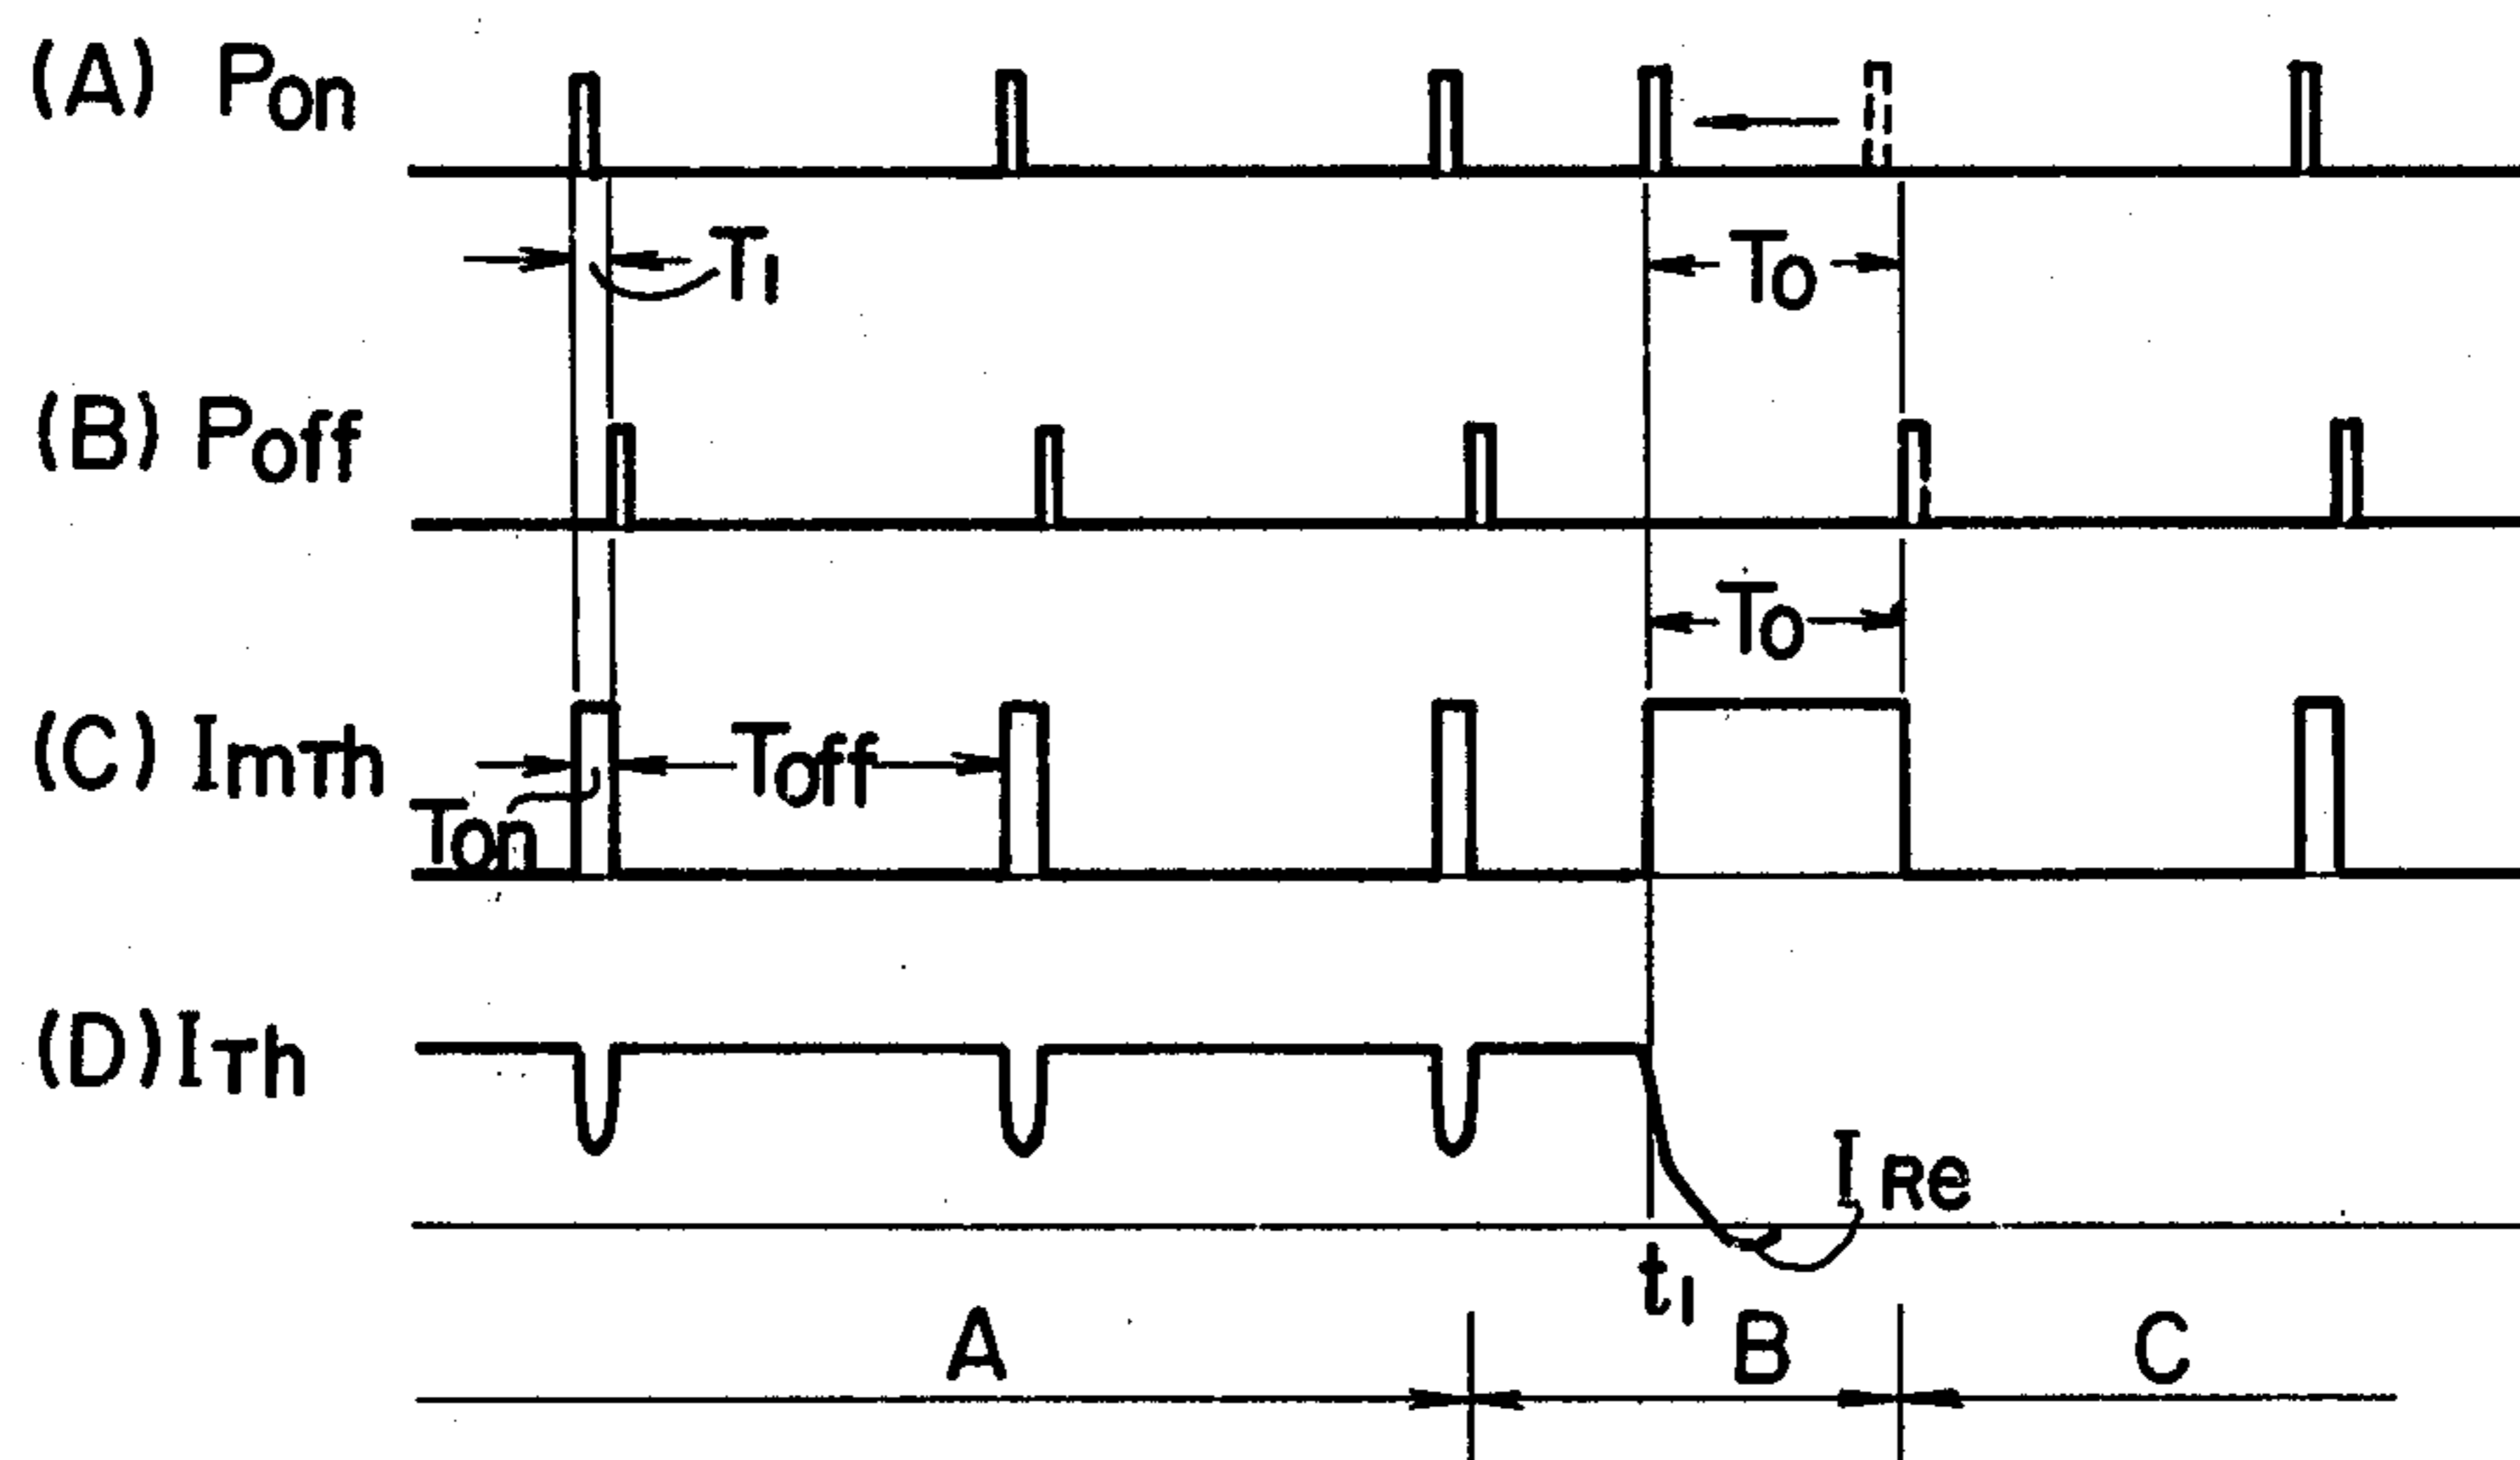 (A) Pon
T1
To
(B) Poff
To
(C) ImTh
Ton
Toff
(D) ITh
IRe
t1
A
B
C